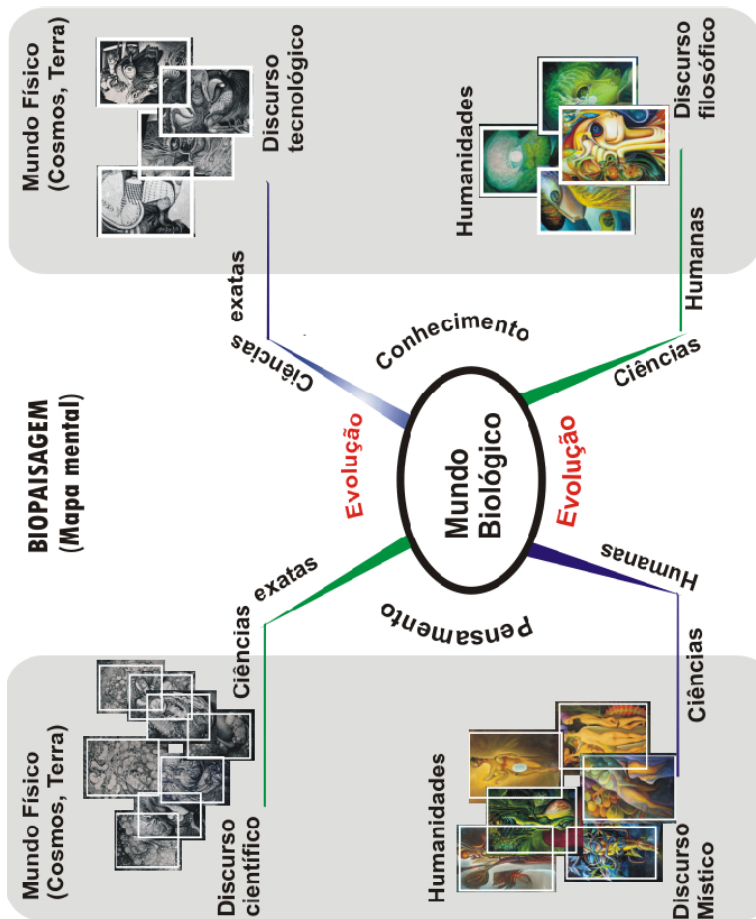 BIOPAISAGEM
(Mapa mental)
Mundo Físico
(Cosmos, Terra)
Discurso
científico
Ciências exatas
Mundo Físico
(Cosmos, Terra)
Discurso
tecnológico
Ciências exatas
Evolução
Pensamento
Mundo
Biológico
Conhecimento
Evolução
Humanidades
Discurso
Místico
Ciências Humanas
Humanidades
Discurso
filosófico
Ciências Humanas